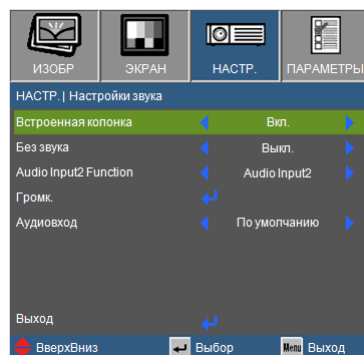 ИЗОБР ЭКРАН НАСТР. ПАРАМЕТРЫ
НАСТР. | Настройки звука
Встроенная колонка Вкл.
Без звука Выкл.
Audio Input2 Function Audio Input2
Громк.
Аудиовход По умолчанию
Выход
ВверхВниз Выбор Menu Выход